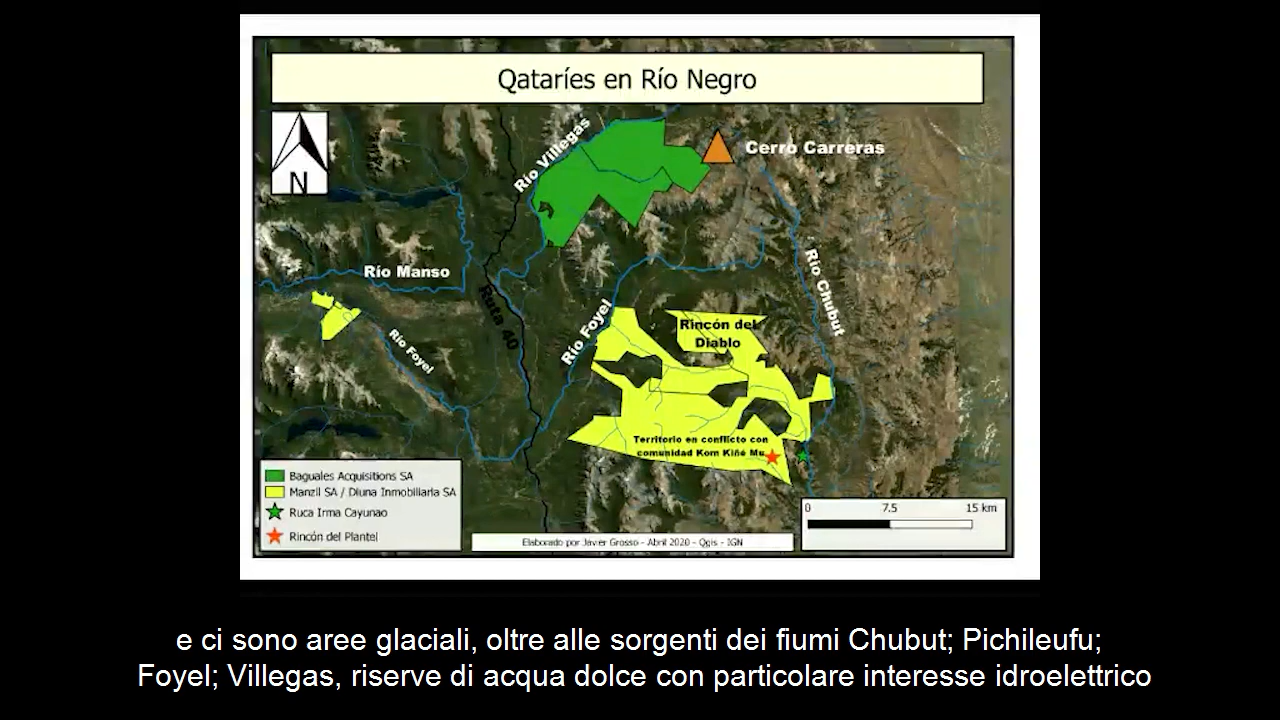 Qataríes en Río Negro
N
Río Villegas
Cerro Carreras
Río Manso
Ruta 40
Río Foyel
Río Chubut
Río Foyel
Rincón del
Diablo
Territorio en conflicto con
comunidad Kom Kiñé Mu
Baguales Acquisitions SA
Manzil SA / Diuna Inmobiliaria SA
Ruca Irma Cayunao
Rincón del Plantel
0 7.5 15 km
Elaborado por Javier Grosso - Abril 2020 - Qgis - IGN
e ci sono aree glaciali, oltre alle sorgenti dei fiumi Chubut; Pichileufu;
Foyel; Villegas, riserve di acqua dolce con particolare interesse idroelettrico